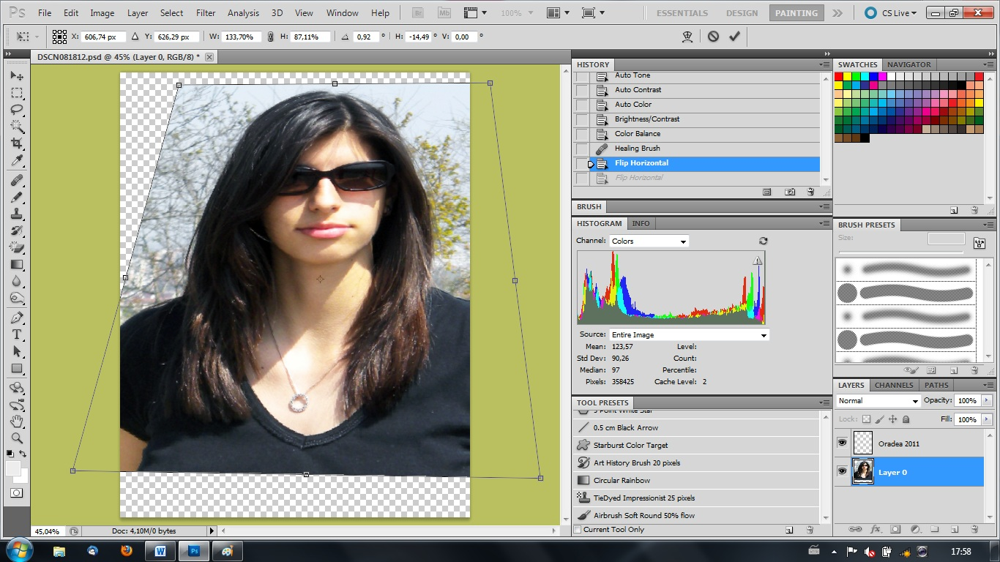 Ps File Edit Image Layer Select Filter Analysis 3D View Window Help Br Mb 100% ESSENTIALS DESIGN PAINTING CS Live
X: 606,74 px Y: 626,29 px W: 133,70% H: 87,11% 0,92 ° H: -14,49 ° V: 0,00 °
DSCN081812.psd @ 45% (Layer 0, RGB/8) *
HISTORY
Auto Tone
Auto Contrast
Auto Color
Brightness/Contrast
Color Balance
Healing Brush
Flip Horizontal
Flip Horizontal
BRUSH
HISTOGRAM INFO
Channel: Colors
Source: Entire Image
Mean: 123,57 Level:
Std Dev: 90,26 Count:
Median: 97 Percentile:
Pixels: 358425 Cache Level: 2
TOOL PRESETS
5 Point White Star
0.5 cm Black Arrow
Starburst Color Target
Art History Brush 20 pixels
Circular Rainbow
TieDyed Impressionist 25 pixels
Airbrush Soft Round 50% flow
Current Tool Only
SWATCHES NAVIGATOR
BRUSH PRESETS
Size:
LAYERS CHANNELS PATHS
Normal Opacity: 100%
Lock: Fill: 100%
Oradea 2011
Layer 0
45,04% Doc: 4,10M/0 bytes
W Ps 17:58